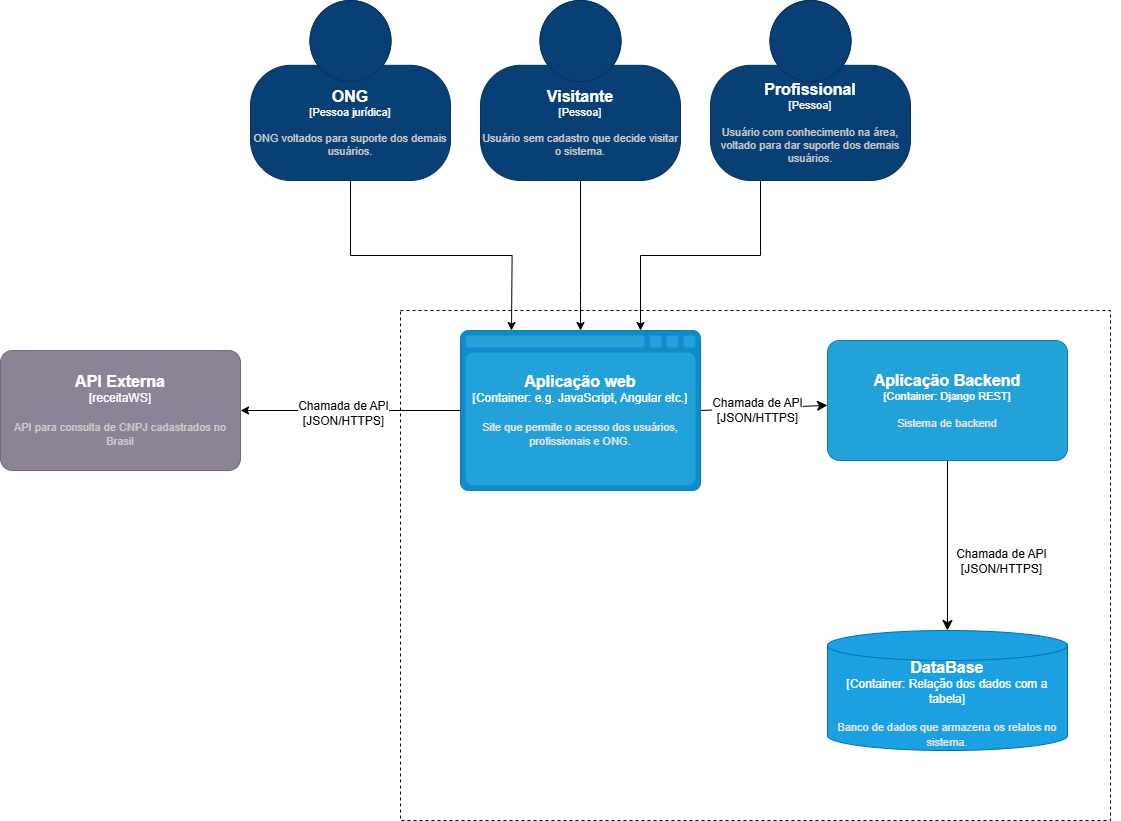 ONG
[Pessoa jurídica]
ONG voltados para suporte dos demais
usuários.
Visitante
[Pessoa]
Usuário sem cadastro que decide visitar
o sistema.
Profissional
[Pessoa]
Usuário com conhecimento na área,
voltado para dar suporte dos demais
usuários.
API Externa
[receitaWS]
API para consulta de CNPJ cadastrados no
Brasil
Chamada de API
[JSON/HTTPS]
Aplicação web
[Container: e.g. JavaScript, Angular etc.]
Site que permite o acesso dos usuários,
profissionais e ONG.
Chamada de API
[JSON/HTTPS]
Aplicação Backend
[Container: Django REST]
Sistema de backend
Chamada de API
[JSON/HTTPS]
DataBase
[Container: Relação dos dados com a
tabela]
Banco de dados que armazena os relatos no
sistema.